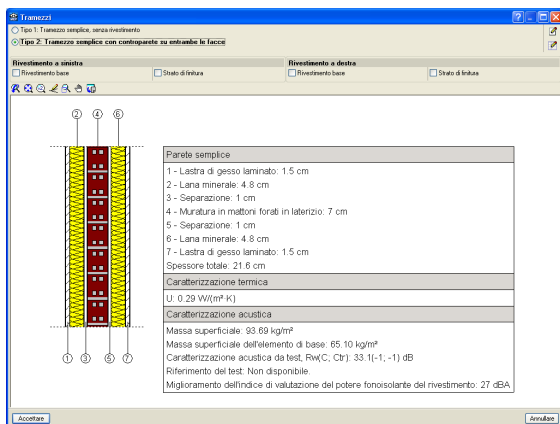 Tramezzi
Tipo 1: Tramezzo semplice, senza rivestimento
Tipo 2: Tramezzo semplice con controparete su entrambe le facce
Rivestimento a sinistra
Rivestimento a destra
Rivestimento base
Strato di finitura
Rivestimento base
Strato di finitura
2
4
6
Parete semplice
1 - Lastra di gesso laminato: 1.5 cm
2 - Lana minerale: 4.8 cm
3 - Separazione: 1 cm
4 - Muratura in mattoni forati in laterizio: 7 cm
5 - Separazione: 1 cm
6 - Lana minerale: 4.8 cm
7 - Lastra di gesso laminato: 1.5 cm
Spessore totale: 21.6 cm
Caratterizzazione termica
U: 0.29 W/(m²·K)
Caratterizzazione acustica
Massa superficiale: 93.69 kg/m²
Massa superficiale dell'elemento di base: 65.10 kg/m²
Caratterizzazione acustica da test, Rw(C; Ctr): 33.1(-1; -1) dB
Riferimento del test: Non disponibile.
Miglioramento dell'indice di valutazione del potere fonoisolante del rivestimento: 27 dBA
1
3
5
7
Accettare
Annullare